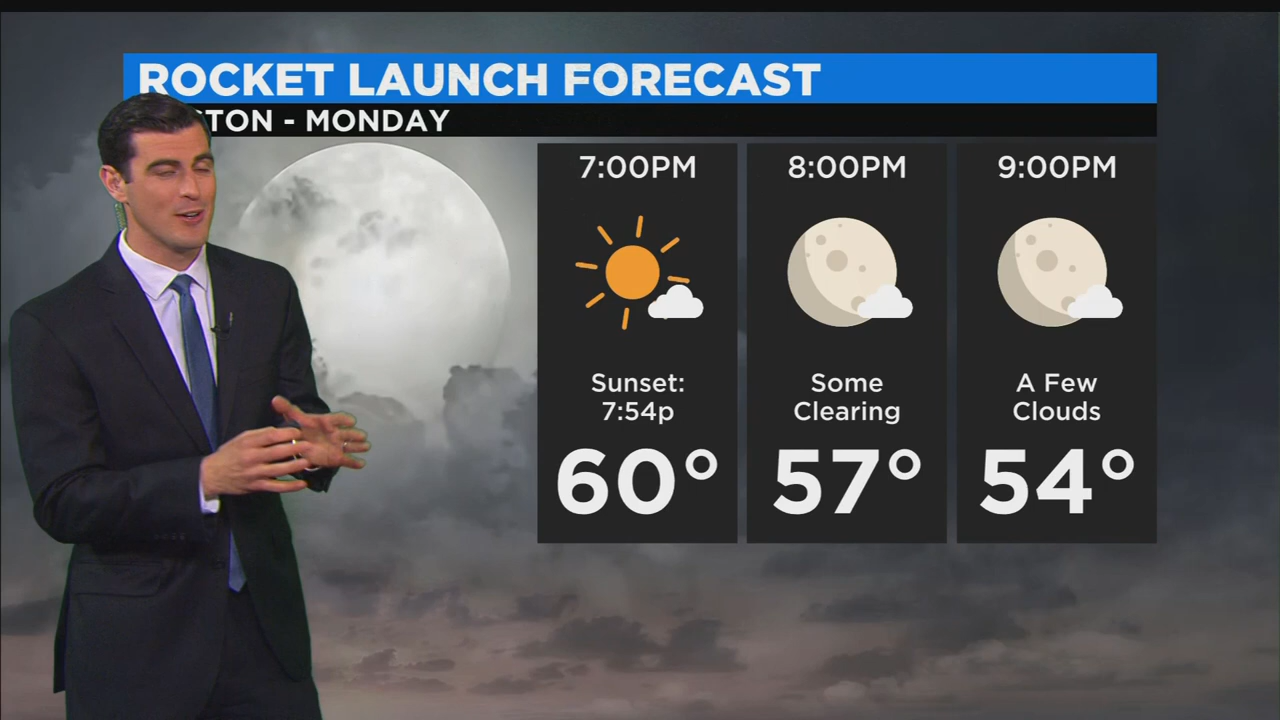 ROCKET LAUNCH FORECAST
TON - MONDAY
7:00PM
Sunset:
7:54p
60°
8:00PM
Some
Clearing
57°
9:00PM
A Few
Clouds
54°